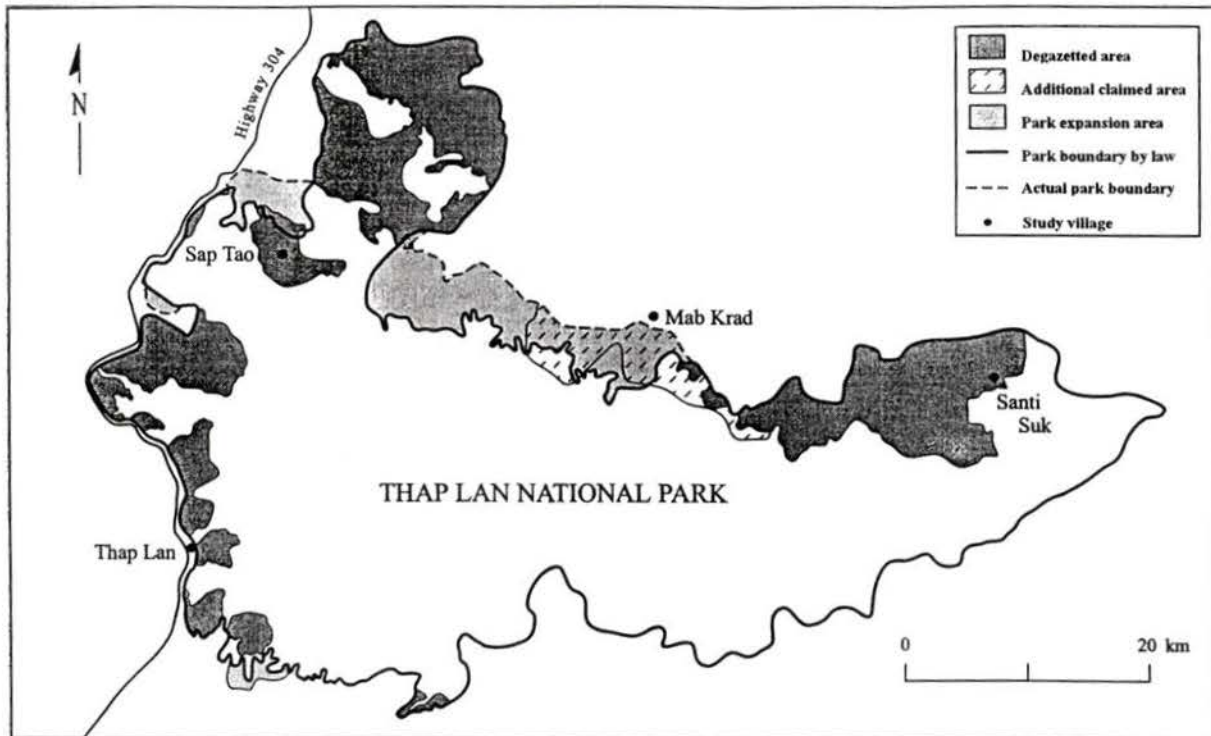 Highway 304
N
Degazetted area
Additional claimed area
Park expansion area
Park boundary by law
Actual park boundary
Study village
Sap Tao
Mab Krad
Santi
Suk
THAP LAN NATIONAL PARK
Thap Lan
0
20 km